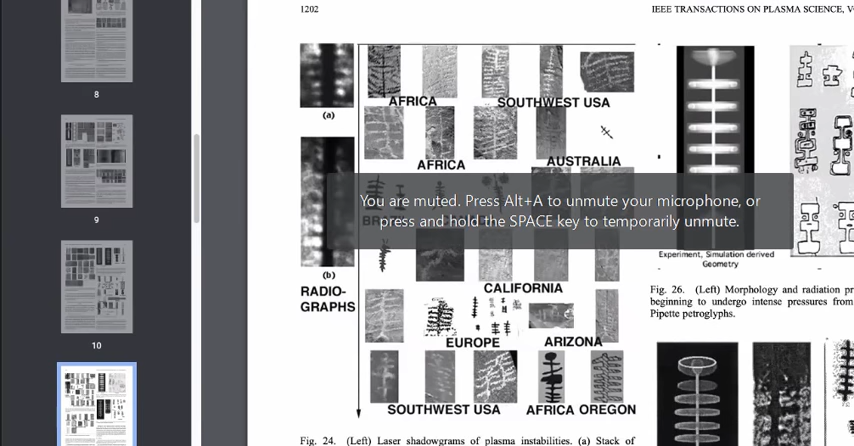 1202
IEEE TRANSACTIONS ON PLASMA SCIENCE, V
8
AFRICA
SOUTHWEST USA
(a)
AFRICA
AUSTRALIA
You are muted. Press Alt+A to unmute your microphone, or
press and hold the SPACE key to temporarily unmute.
9
Experiment, Simulation derived
Geometry
(b)
RADIO-
GRAPHS
CALIFORNIA
Fig. 26. (Left) Morphology and radiation pr
beginning to undergo intense pressures from
Pipette petroglyphs.
EUROPE
ARIZONA
10
SOUTHWEST USA
AFRICA
OREGON
Fig. 24. (Left) Laser shadowgrams of plasma instabilities. (a) Stack of